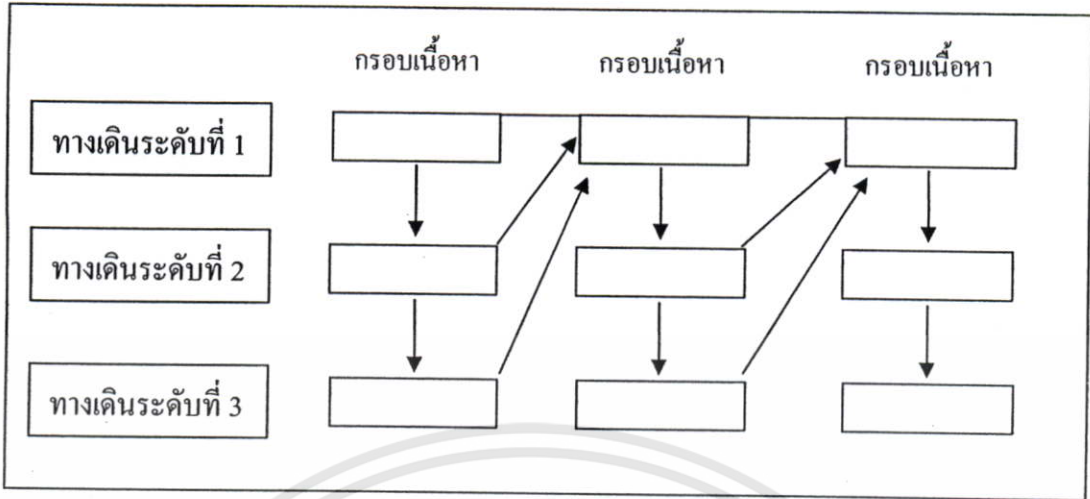 กรอบเนื้อหา กรอบเนื้อหา กรอบเนื้อหา
ทางเดินระดับที่ 1
ทางเดินระดับที่ 2
ทางเดินระดับที่ 3